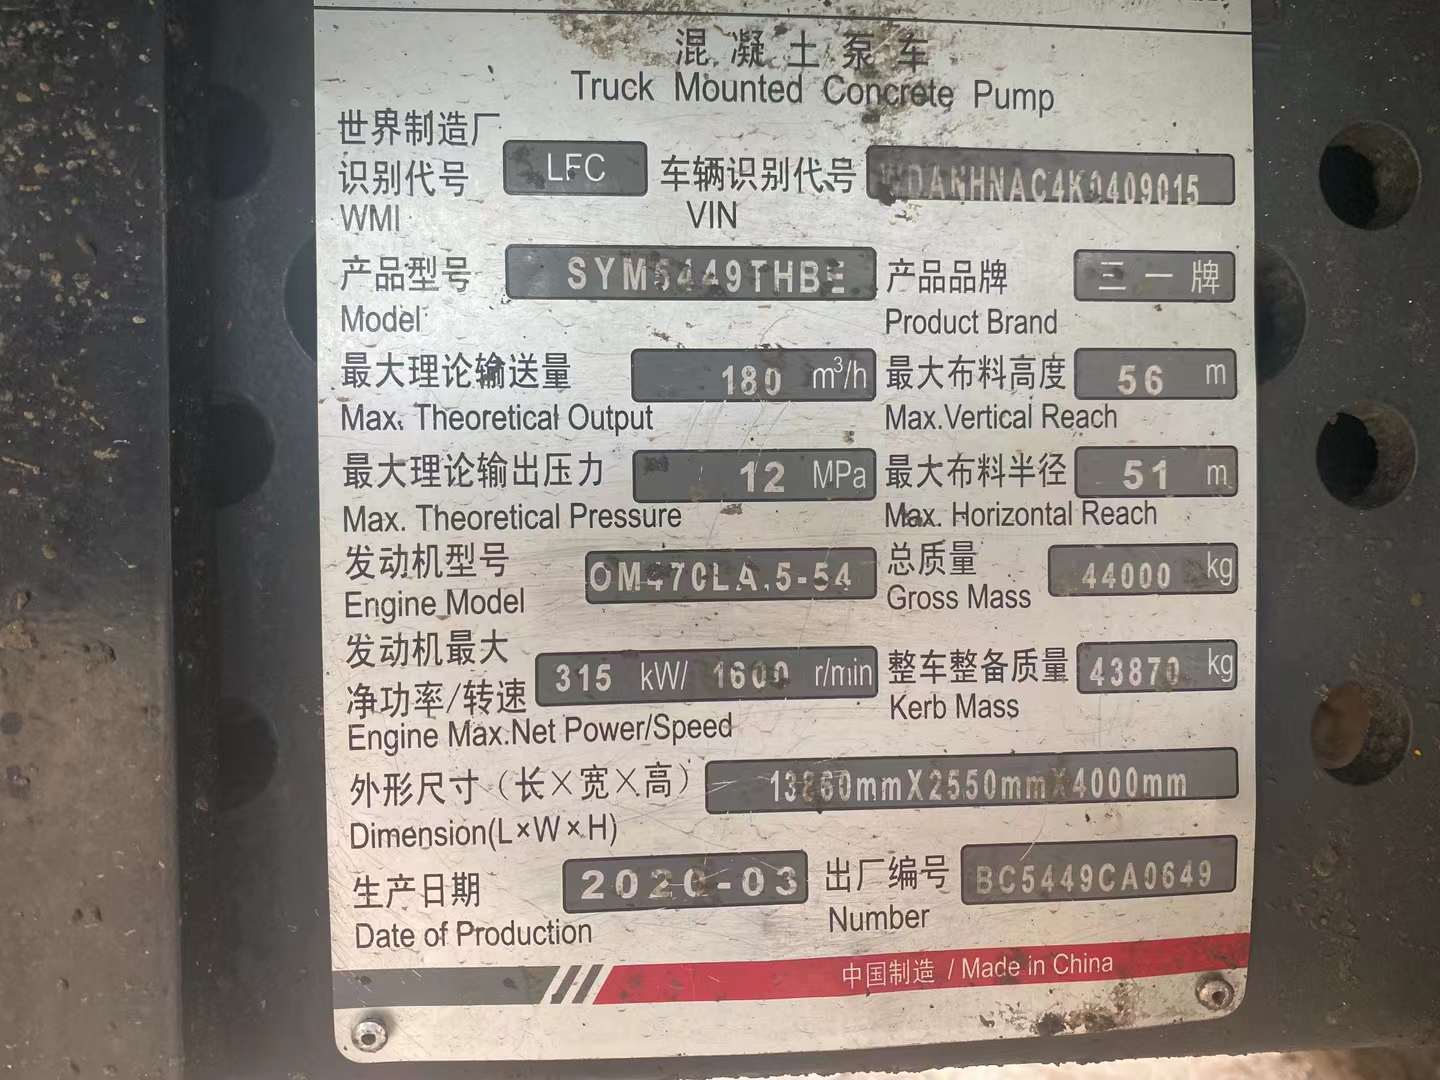 混凝土泵车
Truck Mounted Concrete Pump
世界制造厂
识别代号 LFC 车辆识别代号 WDANHNAC4K0409015
WMI VIN
产品型号 SYM5449THBE 产品品牌 三一牌
Model Product Brand
最大理论输送量 180 m³/h 最大布料高度 56 m
Max. Theoretical Output Max.Vertical Reach
最大理论输出压力 12 MPa 最大布料半径 51 m
Max. Theoretical Pressure Max. Horizontal Reach
发动机型号 OM470LA.5-54 总质量 44000 kg
Engine Model Gross Mass
发动机最大
净功率/转速 315 kW/ 1600 r/min 整车整备质量 43870 kg
Engine Max.Net Power/Speed Kerb Mass
外形尺寸（长×宽×高） 13860mmX2550mmX4000mm
Dimension(L×W×H)
生产日期 2020-03 出厂编号 BC5449CA0649
Date of Production Number
中国制造 / Made in China